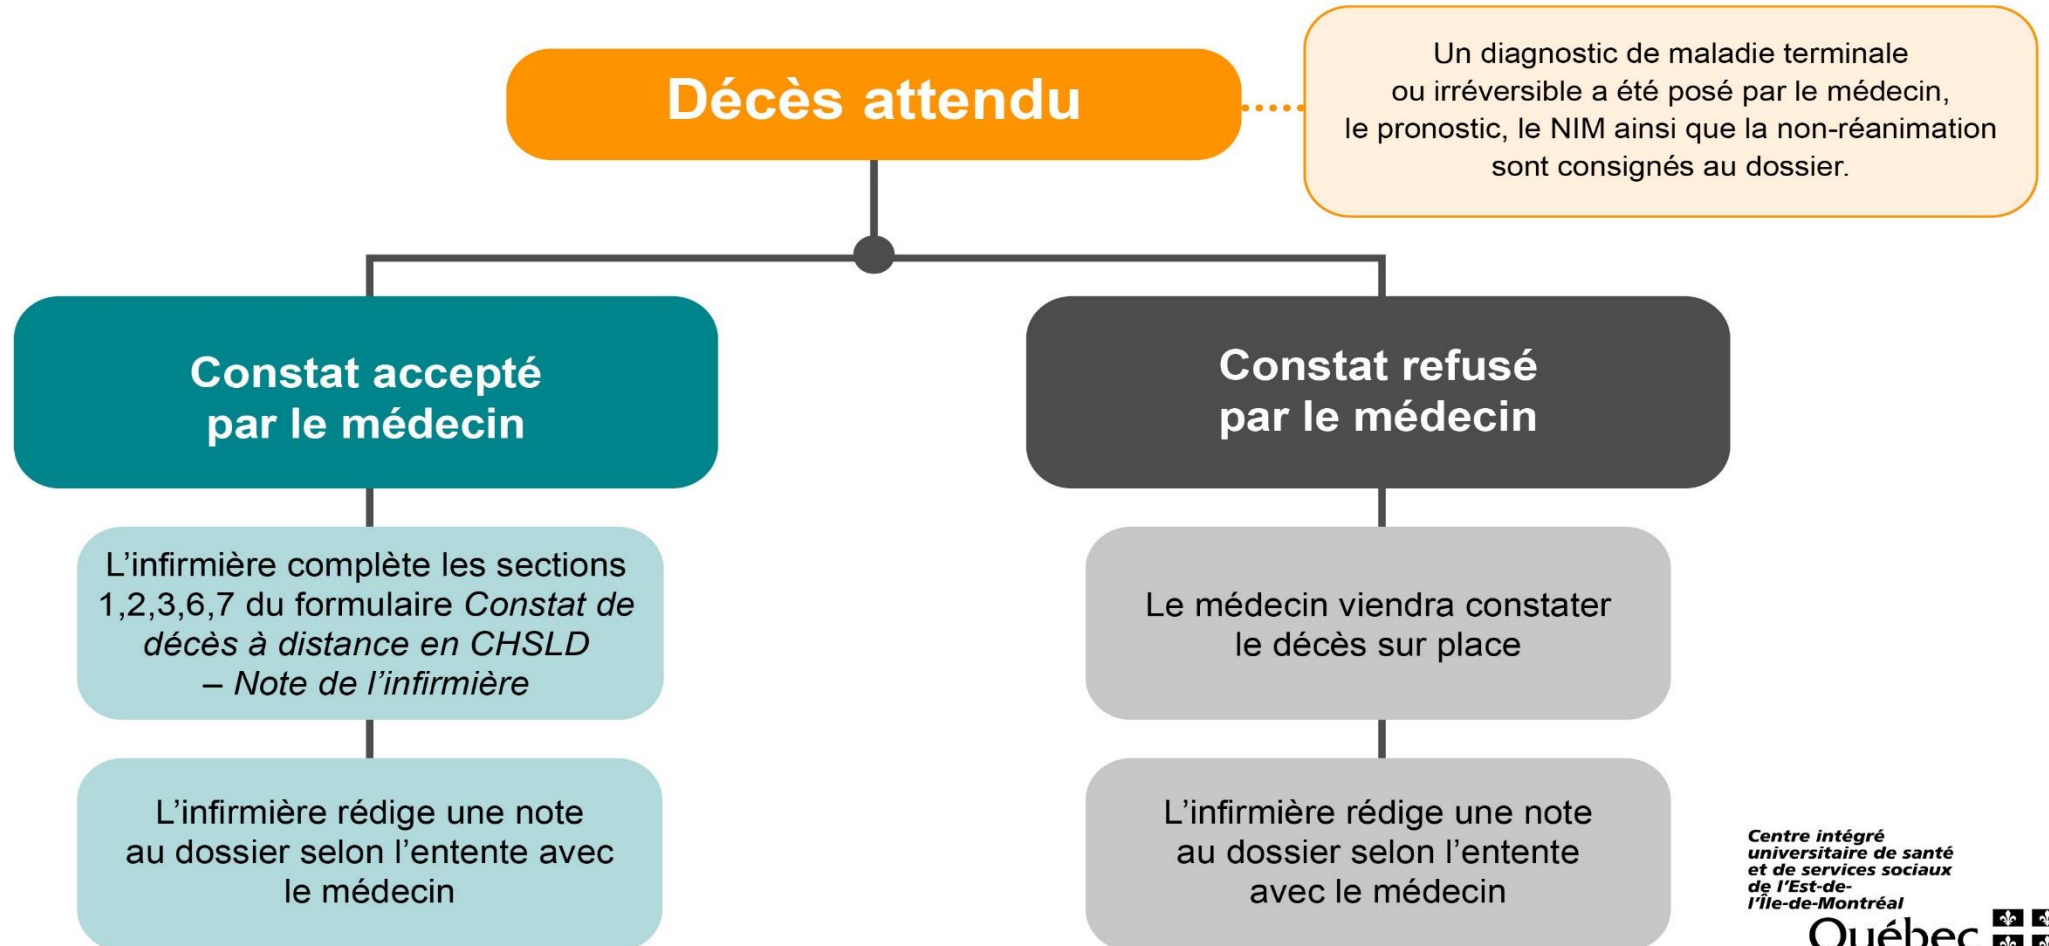 Décès attendu
Un diagnostic de maladie terminale
ou irréversible a été posé par le médecin,
le pronostic, le NIM ainsi que la non-réanimation
sont consignés au dossier.
Constat accepté
par le médecin
Constat refusé
par le médecin
L’infirmière complète les sections
1,2,3,6,7 du formulaire Constat de
décès à distance en CHSLD
– Note de l’infirmière
Le médecin viendra constater
le décès sur place
L’infirmière rédige une note
au dossier selon l’entente avec
le médecin
L’infirmière rédige une note
au dossier selon l’entente
avec le médecin
Centre intégré
universitaire de santé
et de services sociaux
de l’Est-de-
l’Île-de-Montréal
Québec